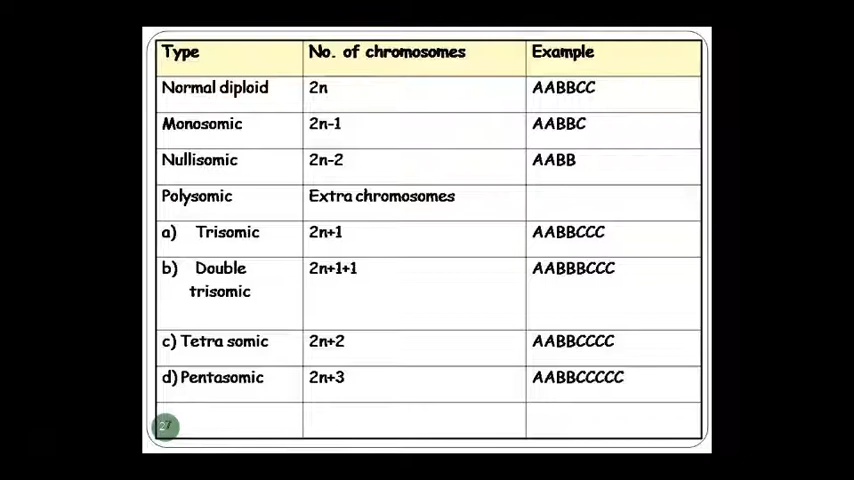 Type No. of chromosomes Example
Normal diploid 2n AABBCC
Monosomic 2n-1 AABBC
Nullisomic 2n-2 AABB
Polysomic Extra chromosomes
a) Trisomic 2n+1 AABBCCC
b) Double 2n+1+1 AABBBCCC
trisomic
c) Tetra somic 2n+2 AABBCCCC
d) Pentasomic 2n+3 AABBCCCCC